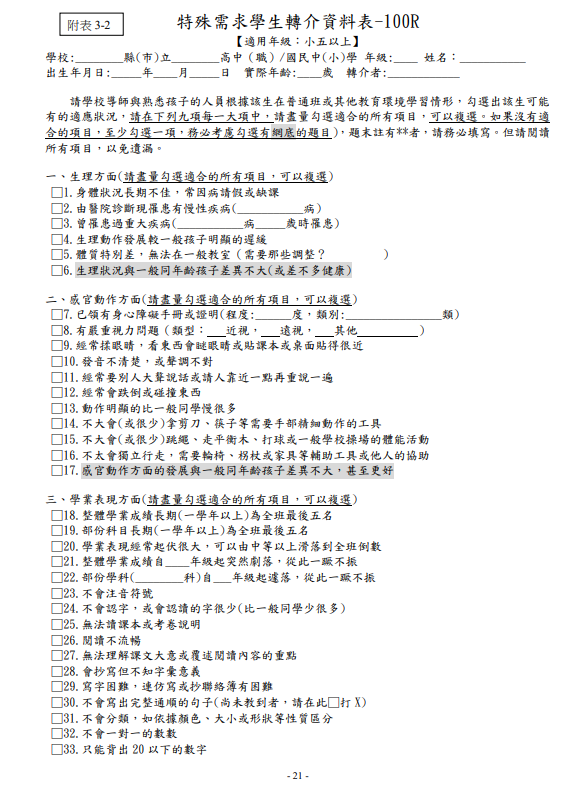 附表 3-2
特殊需求學生轉介資料表-100R
【適用年級：小五以上】
學校:________縣(市)立________高中（職）/國民中(小)學 年級:____ 姓名：___________
出生年月日:_____年____月_____日 實際年齡:____歲 轉介者:____________
請學校導師與熟悉孩子的人員根據該生在普通班或其他教育環境學習情形，勾選出該生可能
有的適應狀況，請在下列九項每一大項中，請盡量勾選適合的所有項目，可以複選。如果沒有適
合的項目，至少勾選一項，務必考慮勾選有網底的題目)，題末註有**者，請務必填寫。但請閱讀
所有項目，以免遺漏。
一、生理方面(請盡量勾選適合的所有項目，可以複選)
□1.身體狀況長期不佳，常因病請假或缺課
□2.由醫院診斷現罹患有慢性疾病(___________病)
□3.曾罹患過重大疾病(___________病_____歲時罹患)
□4.生理動作發展較一般孩子明顯的遲緩
□5.體質特別差，無法在一般教室（需要那些調整？ ）
□6.生理狀況與一般同年齡孩子差異不大(或差不多健康)
二、感官動作方面(請盡量勾選適合的所有項目，可以複選)
□7.已領有身心障礙手冊或證明(程度:______度，類別:________________類)
□8.有嚴重視力問題（類型：___近視，___遠視，___其他__________）
□9.經常揉眼睛，看東西會瞇眼睛或貼課本或桌面貼得很近
□10.發音不清楚，或聲調不對
□11.經常要別人大聲說話或請人靠近一點再重說一遍
□12.經常會跌倒或碰撞東西
□13.動作明顯的比一般同學慢很多
□14.不大會(或很少)拿剪刀、筷子等需要手部精細動作的工具
□15.不大會(或很少)跳繩、走平衡木、打球或一般學校操場的體能活動
□16.不太會獨立行走，需要輪椅、柺杖或家具等輔助工具或他人的協助
□17.感官動作方面的發展與一般同年齡孩子差異不大，甚至更好
三、學業表現方面(請盡量勾選適合的所有項目，可以複選)
□18.整體學業成績長期(一學年以上)為全班最後五名
□19.部份科目長期(一學年以上)為全班最後五名
□20.學業表現經常起伏很大，可以由中等以上滑落到全班倒數
□21.整體學業成績自____年級起突然劇落，從此一蹶不振
□22.部份學科(________科)自___年級起遽落，從此一蹶不振
□23.不會注音符號
□24.不會認字，或會認讀的字很少(比一般同學少很多)
□25.無法讀課本或考卷說明
□26.閱讀不流暢
□27.無法理解課文大意或覆述閱讀內容的重點
□28.會抄寫但不知字彙意義
□29.寫字困難，連仿寫或抄聯絡薄有困難
□30.不會寫出完整通順的句子(尚未教到者，請在此□打 X)
□31.不會分類，如依據顏色、大小或形狀等性質區分
□32.不會一對一的數數
□33.只能背出 20 以下的數字
- 21 -